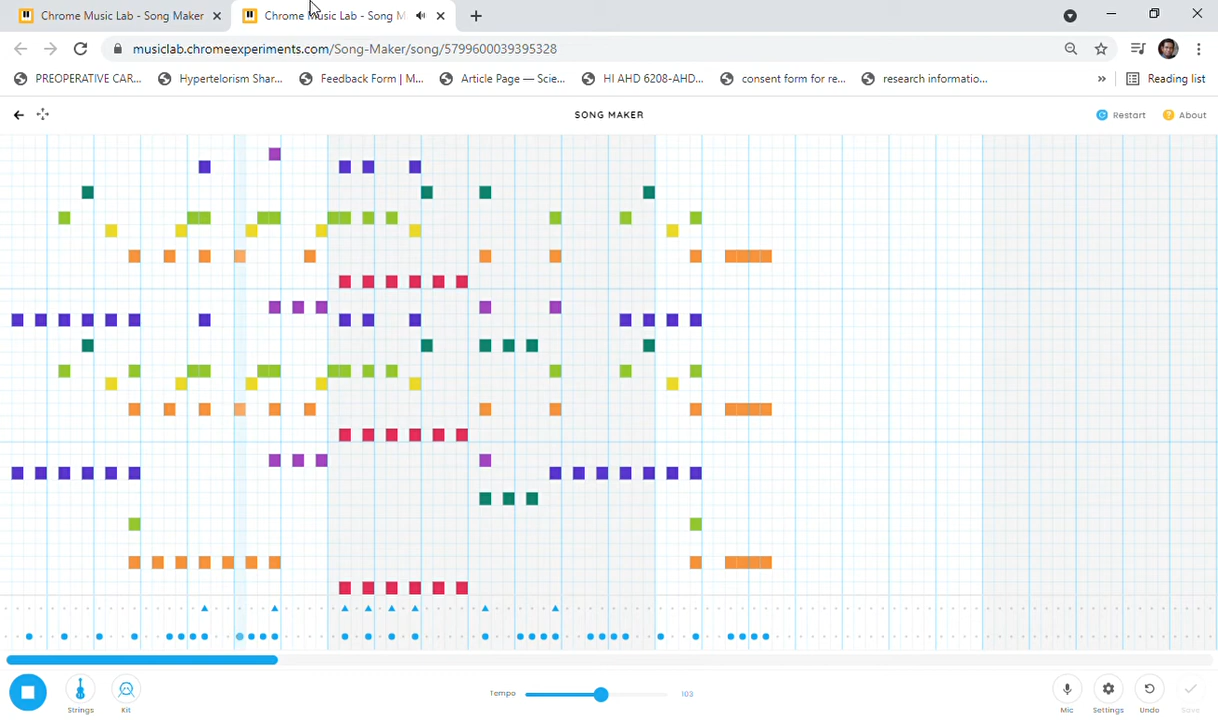 Chrome Music Lab - Song Maker Chrome Music Lab - Song M
musiclab.chromeexperiments.com/Song-Maker/song/5799600039395328
PREOPERATIVE CAR... Hypertelorism Shar... Feedback Form | M... Article Page — Scie... HI AHD 6208-AHD... consent form for re... research informatio... » Reading list
SONG MAKER Restart About
Tempo 103
Strings Kit Mic Settings Undo Save